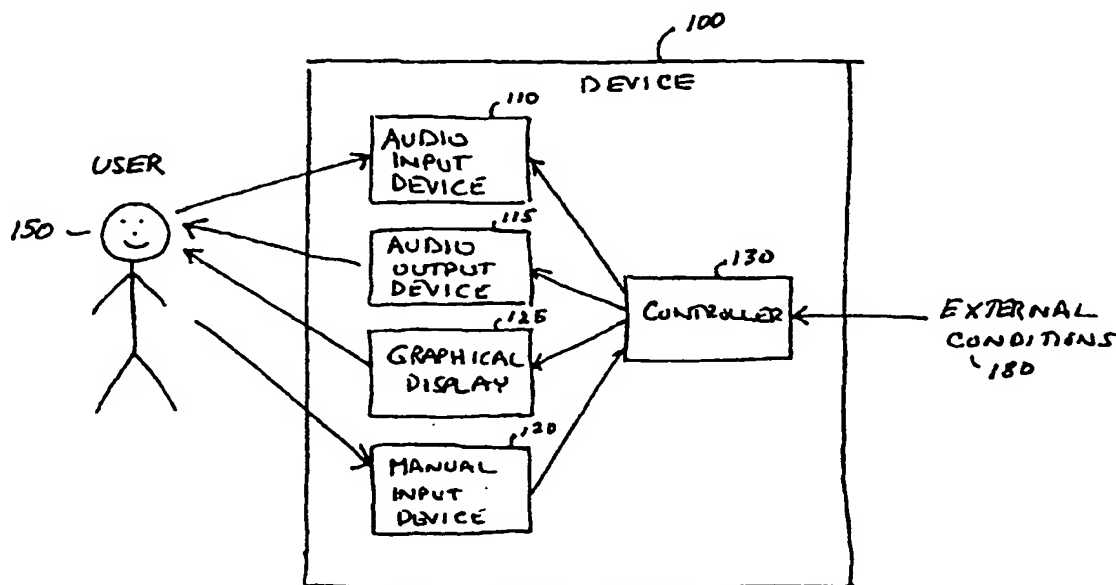 100
DEVICE
110
AUDIO
INPUT
DEVICE
USER
150
115
AUDIO
OUTPUT
DEVICE
130
CONTROLLER
EXTERNAL
CONDITIONS
180
125
GRAPHICAL
DISPLAY
120
MANUAL
INPUT
DEVICE